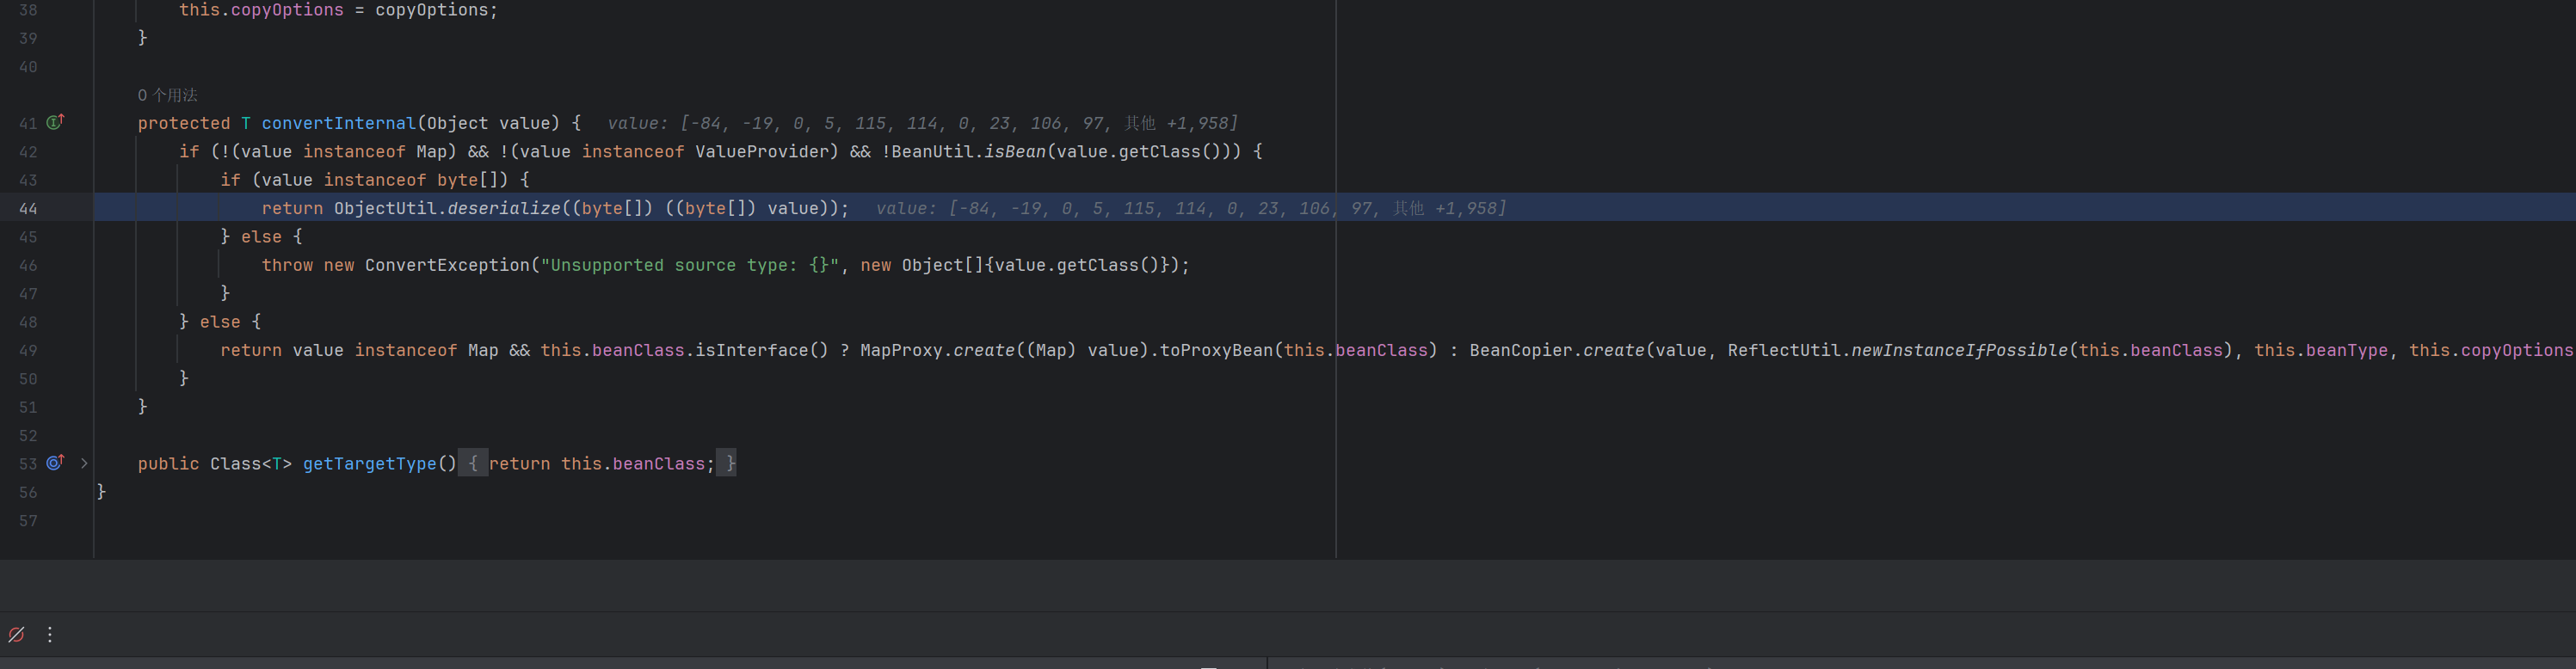 38 this.copyOptions = copyOptions;
39 }
40
0 个用法
41 protected T convertInternal(Object value) { value: [-84, -19, 0, 5, 115, 114, 0, 23, 106, 97, 其他 +1,958]
42 if (!(value instanceof Map) && !(value instanceof ValueProvider) && !BeanUtil.isBean(value.getClass())) {
43 if (value instanceof byte[]) {
44 return ObjectUtil.deserialize((byte[]) ((byte[]) value)); value: [-84, -19, 0, 5, 115, 114, 0, 23, 106, 97, 其他 +1,958]
45 } else {
46 throw new ConvertException("Unsupported source type: {}", new Object[]{value.getClass()});
47 }
48 } else {
49 return value instanceof Map && this.beanClass.isInterface() ? MapProxy.create((Map) value).toProxyBean(this.beanClass) : BeanCopier.create(value, ReflectUtil.newInstanceIfPossible(this.beanClass), this.beanType, this.copyOptions
50 }
51 }
52
53 public Class<T> getTargetType() { return this.beanClass; }
56 }
57